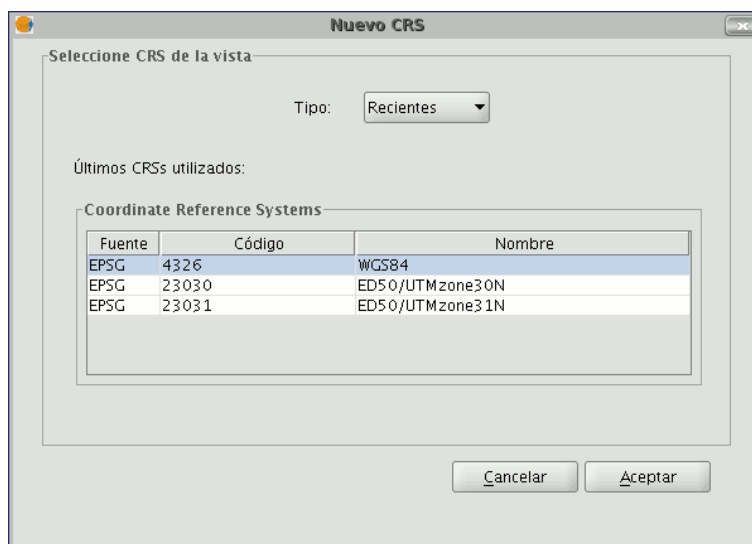 Nuevo CRS
Seleccione CRS de la vista
Tipo: Recientes
Últimos CRSs utilizados:
Coordinate Reference Systems
Fuente Código Nombre
EPSG 4326 WGS84
EPSG 23030 ED50/UTMzone30N
EPSG 23031 ED50/UTMzone31N
Cancelar Aceptar